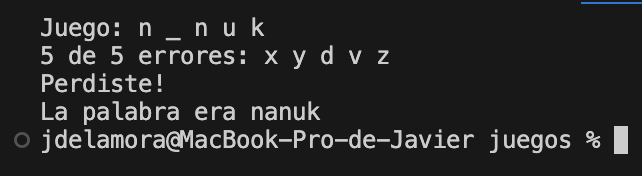 Juego: n _ n u k
5 de 5 errores: x y d v z
Perdiste!
La palabra era nanuk
jdelamora@MacBook-Pro-de-Javier juegos %